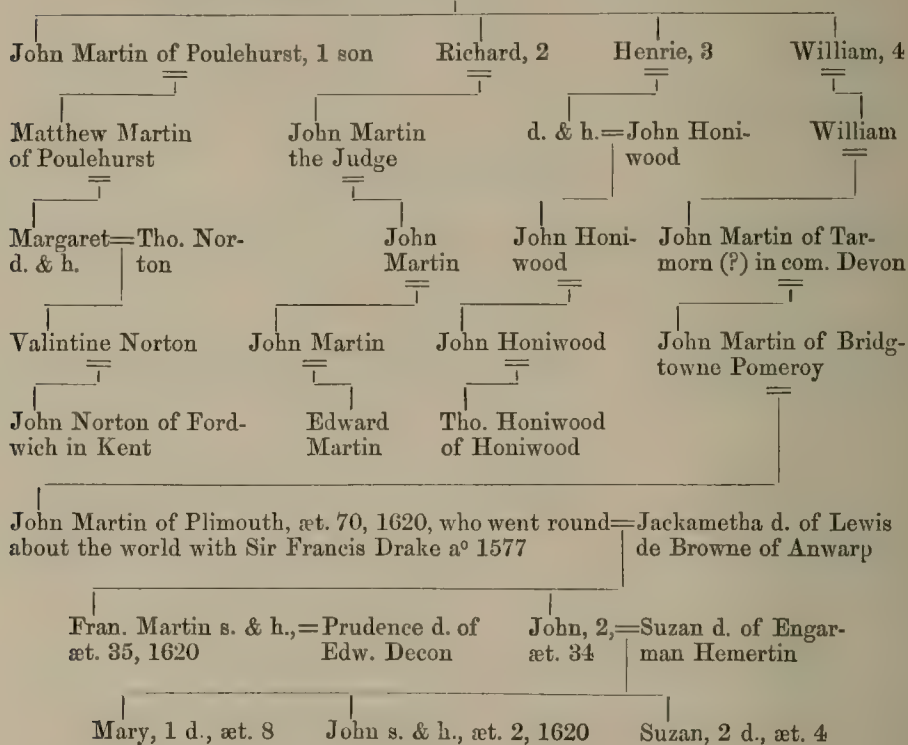 John Martin of Poulehurst, 1 son Richard, 2 Henrie, 3 William, 4
Matthew Martin John Martin d. & h.=John Honi- William
of Poulehurst the Judge wood
Margaret=Tho. Nor- John John Honi- John Martin of Tar-
d. & h. ton Martin wood morn (?) in com. Devon
Valintine Norton John Martin John Honiwood John Martin of Bridg-
towne Pomeroy
John Norton of Ford- Edward Tho. Honiwood
wich in Kent Martin of Honiwood
John Martin of Plimouth, æt. 70, 1620, who went round=Jackametha d. of Lewis
about the world with Sir Francis Drake aº 1577 de Browne of Anwarp
Fran. Martin s. & h.,=Prudence d. of John, 2,=Suzan d. of Engar-
æt. 35, 1620 Edw. Decon æt. 34 man Hemertin
Mary, 1 d., æt. 8 John s. & h., æt. 2, 1620 Suzan, 2 d., æt. 4